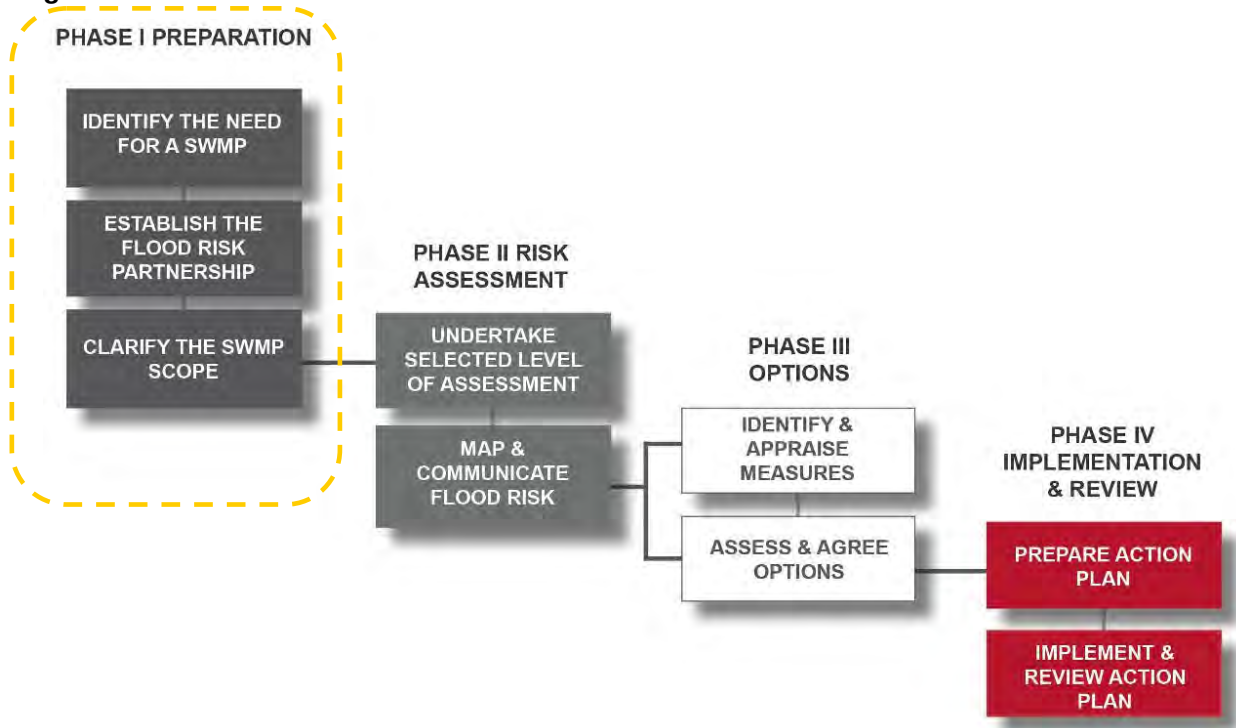 PHASE I PREPARATION
IDENTIFY THE NEED
FOR A SWMP
ESTABLISH THE
FLOOD RISK
PARTNERSHIP
CLARIFY THE SWMP
SCOPE
PHASE II RISK
ASSESSMENT
UNDERTAKE
SELECTED LEVEL
OF ASSESSMENT
MAP &
COMMUNICATE
FLOOD RISK
PHASE III
OPTIONS
IDENTIFY &
APPRAISE
MEASURES
ASSESS & AGREE
OPTIONS
PHASE IV
IMPLEMENTATION
& REVIEW
PREPARE ACTION
PLAN
IMPLEMENT &
REVIEW ACTION
PLAN